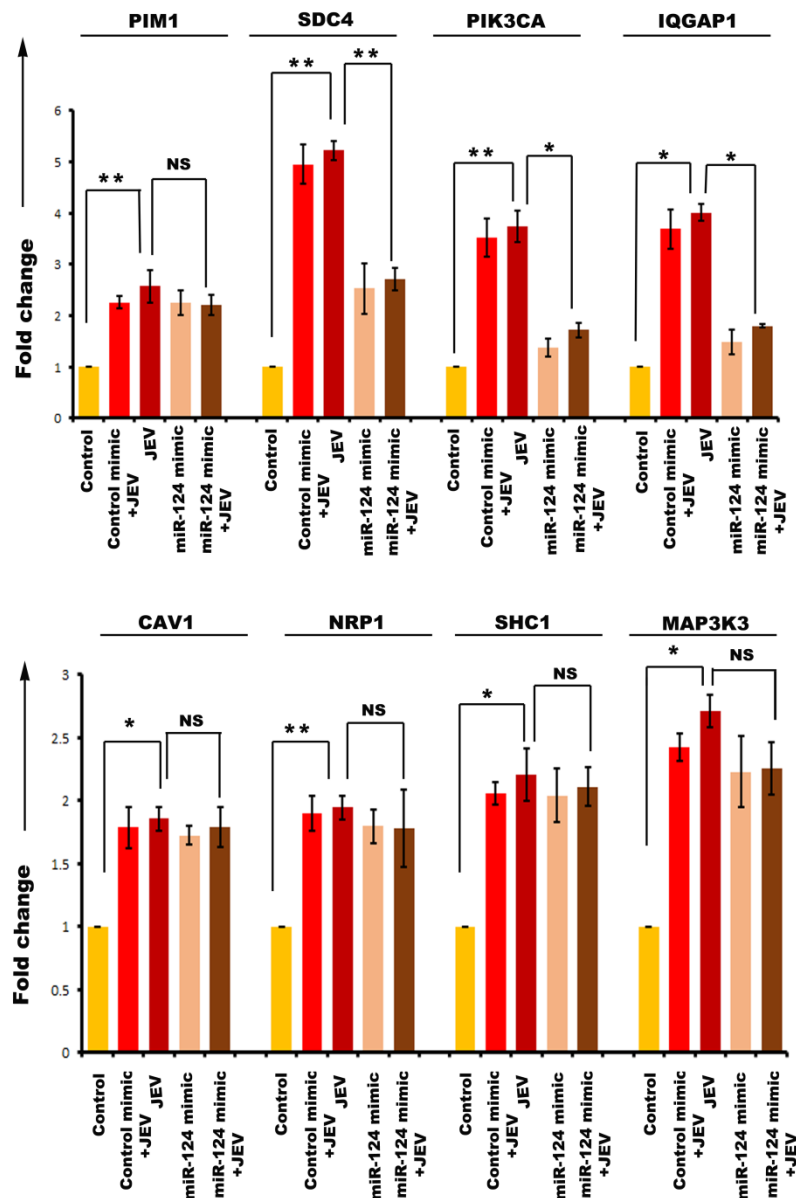 PIM1 SDC4 PIK3CA IQGAP1
** NS ** ** ** * * *
Fold change
6
5
4
3
2
1
0
Control
Control mimic
+JEV
JEV
miR-124 mimic
miR-124 mimic
+JEV
Control
Control mimic
+JEV
JEV
miR-124 mimic
miR-124 mimic
+JEV
Control
Control mimic
+JEV
JEV
miR-124 mimic
miR-124 mimic
+JEV
Control
Control mimic
+JEV
JEV
miR-124 mimic
miR-124 mimic
+JEV
CAV1 NRP1 SHC1 MAP3K3
* NS ** NS * NS * NS
Fold change
3
2.5
2
1.5
1
0.5
0
Control
Control mimic
+JEV
JEV
miR-124 mimic
miR-124 mimic
+JEV
Control
Control mimic
+JEV
JEV
miR-124 mimic
miR-124 mimic
+JEV
Control
Control mimic
+JEV
JEV
miR-124 mimic
miR-124 mimic
+JEV
Control
Control mimic
+JEV
JEV
miR-124 mimic
miR-124 mimic
+JEV